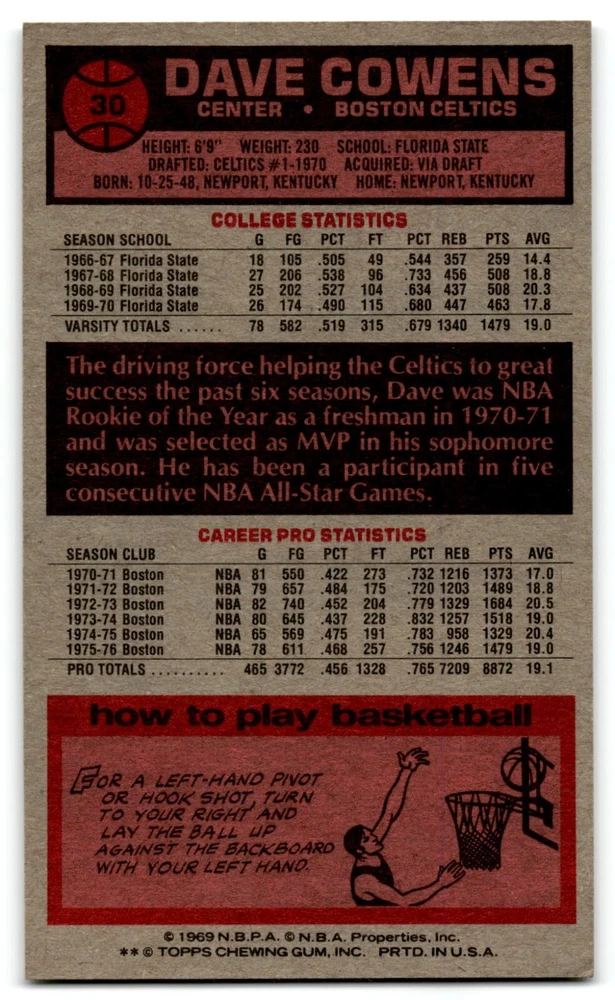 30
DAVE COWENS
CENTER • BOSTON CELTICS
HEIGHT: 6'9" WEIGHT: 230 SCHOOL: FLORIDA STATE
DRAFTED: CELTICS #1-1970 ACQUIRED: VIA DRAFT
BORN: 10-25-48, NEWPORT, KENTUCKY HOME: NEWPORT, KENTUCKY
COLLEGE STATISTICS
SEASON SCHOOL G FG PCT FT PCT REB PTS AVG
1966-67 Florida State 18 105 .505 49 .544 357 259 14.4
1967-68 Florida State 27 206 .538 96 .733 456 508 18.8
1968-69 Florida State 25 202 .527 104 .634 437 508 20.3
1969-70 Florida State 26 174 .490 115 .680 447 463 17.8
VARSITY TOTALS ...... 78 582 .519 315 .679 1340 1479 19.0
The driving force helping the Celtics to great
success the past six seasons, Dave was NBA
Rookie of the Year as a freshman in 1970-71
and was selected as MVP in his sophomore
season. He has been a participant in five
consecutive NBA All-Star Games.
CAREER PRO STATISTICS
SEASON CLUB G FG PCT FT PCT REB PTS AVG
1970-71 Boston NBA 81 550 .422 273 .732 1216 1373 17.0
1971-72 Boston NBA 79 657 .484 175 .720 1203 1489 18.8
1972-73 Boston NBA 82 740 .452 204 .779 1329 1684 20.5
1973-74 Boston NBA 80 645 .437 228 .832 1257 1518 19.0
1974-75 Boston NBA 65 569 .475 191 .783 958 1329 20.4
1975-76 Boston NBA 78 611 .468 257 .756 1246 1479 19.0
PRO TOTALS .......... 465 3772 .456 1328 .765 7209 8872 19.1
how to play basketball
FOR A LEFT-HAND PIVOT
OR HOOK SHOT, TURN
TO YOUR RIGHT AND
LAY THE BALL UP
AGAINST THE BACKBOARD
WITH YOUR LEFT HAND.
© 1969 N.B.P.A. © N.B.A. Properties, Inc.
** © TOPPS CHEWING GUM, INC. PRTD. IN U.S.A.